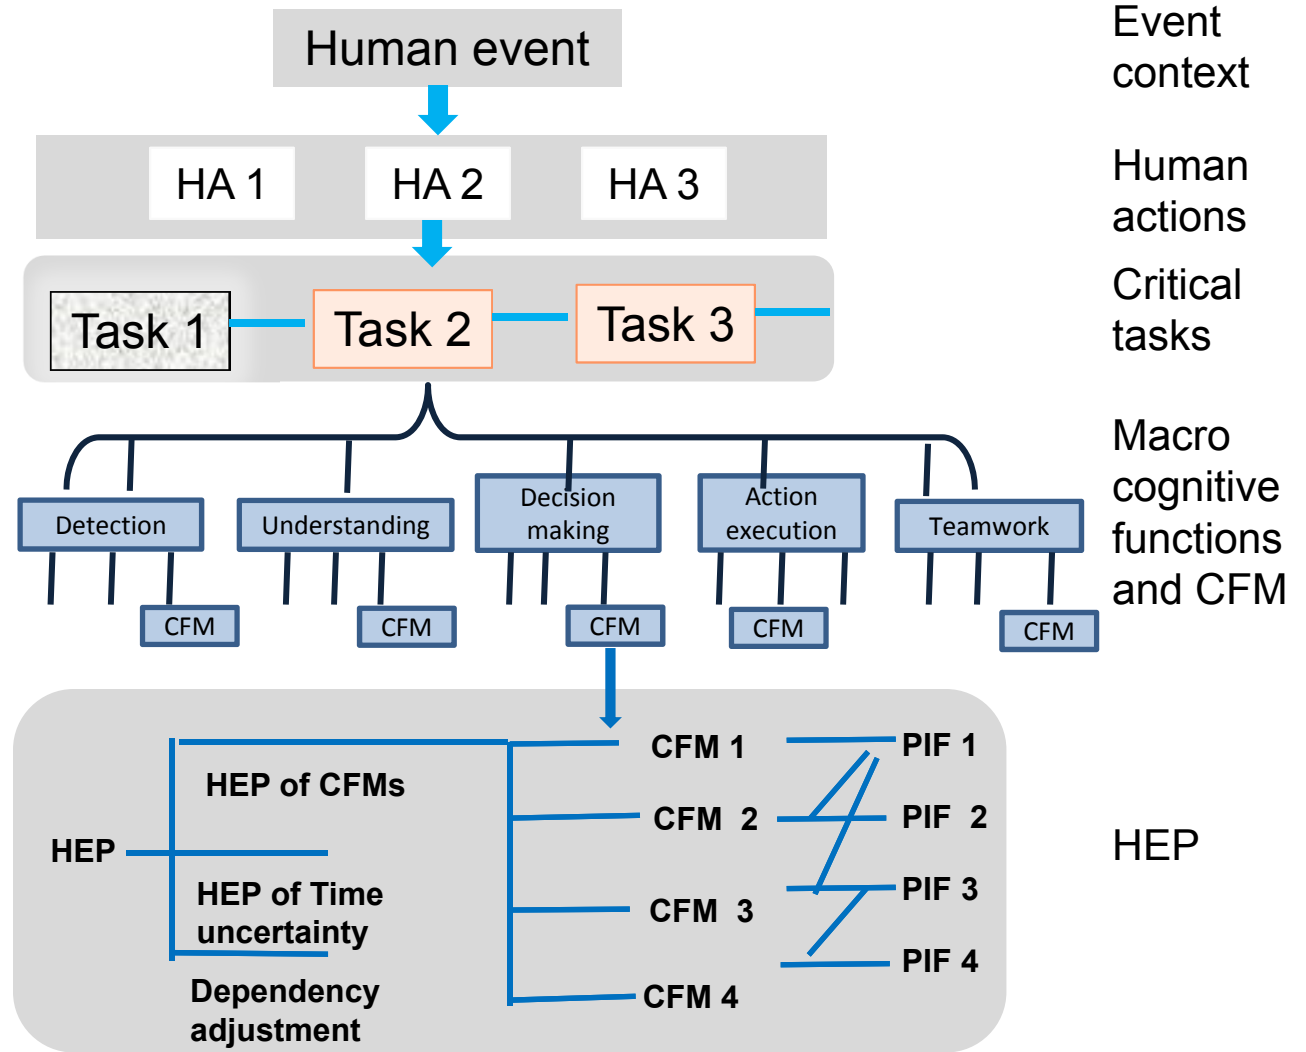 Human event
Event
context
HA 1
HA 2
HA 3
Human
actions
Task 1
Task 2
Task 3
Critical
tasks
Detection
Understanding
Decision
making
Action
execution
Teamwork
CFM
CFM
CFM
CFM
CFM
Macro
cognitive
functions
and CFM
HEP
HEP of CFMs
HEP of Time
uncertainty
Dependency
adjustment
CFM 1
CFM  2
CFM  3
CFM 4
PIF 1
PIF  2
PIF 3
PIF 4
HEP